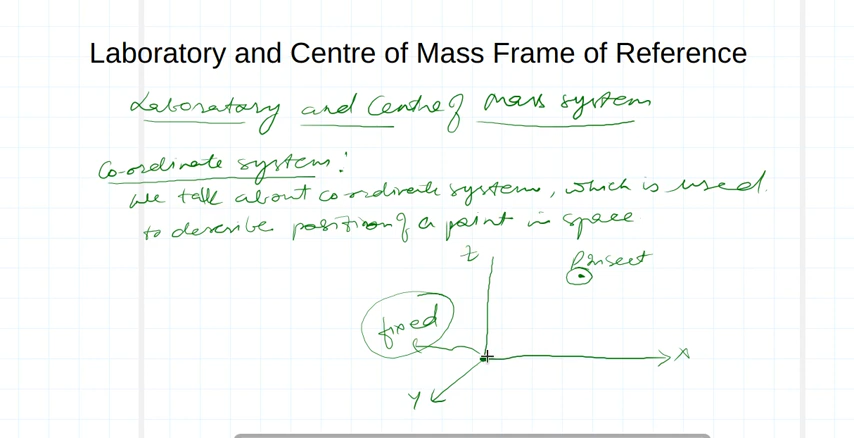 Laboratory and Centre of Mass Frame of Reference
Laboratory and Centre of Mass system
Co-ordinate system:
We talk about co-ordinate system, which is used
to describe position of a point in space
Z
P insect
fixed
X
Y